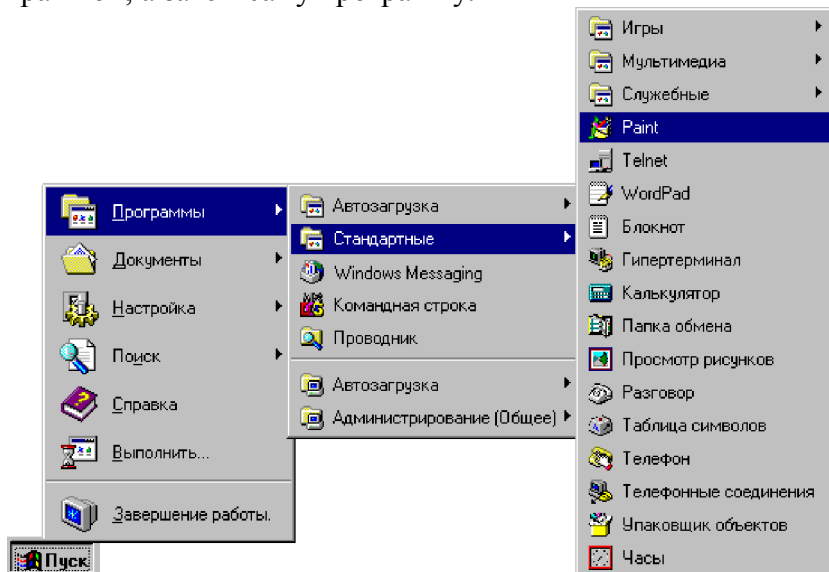 Игры
Мультимедиа
Служебные
Paint
Telnet
WordPad
Блокнот
Гипертерминал
Калькулятор
Папка обмена
Просмотр рисунков
Разговор
Таблица символов
Телефон
Телефонные соединения
Упаковщик объектов
Часы
Программы
Документы
Настройка
Поиск
Справка
Выполнить...
Завершение работы.
Автозагрузка
Стандартные
Windows Messaging
Командная строка
Проводник
Автозагрузка
Администрирование (Общее)
Пуск